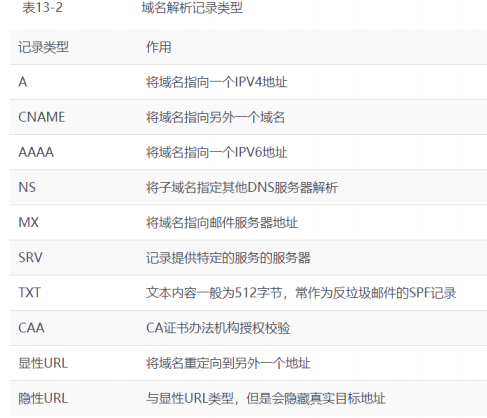 表13-2 域名解析记录类型
记录类型 作用
A 将域名指向一个IPV4地址
CNAME 将域名指向另外一个域名
AAAA 将域名指向一个IPV6地址
NS 将子域名指定其他DNS服务器解析
MX 将域名指向邮件服务器地址
SRV 记录提供特定的服务的服务器
TXT 文本内容一般为512字节，常作为反垃圾邮件的SPF记录
CAA CA证书办法机构授权校验
显性URL 将域名重定向到另外一个地址
隐性URL 与显性URL类型，但是会隐藏真实目标地址